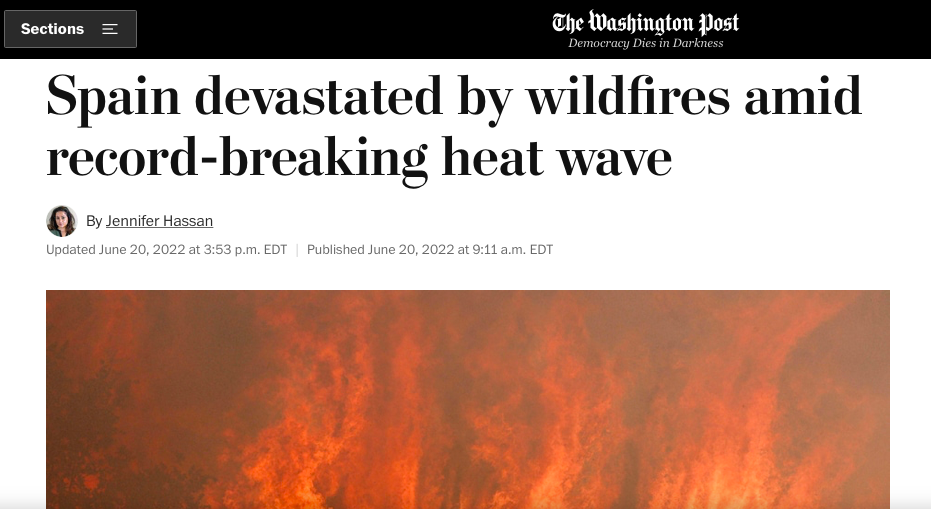 Sections
The Washington Post
Democracy Dies in Darkness
Spain devastated by wildfires amid
record-breaking heat wave
By Jennifer Hassan
Updated June 20, 2022 at 3:53 p.m. EDT | Published June 20, 2022 at 9:11 a.m. EDT